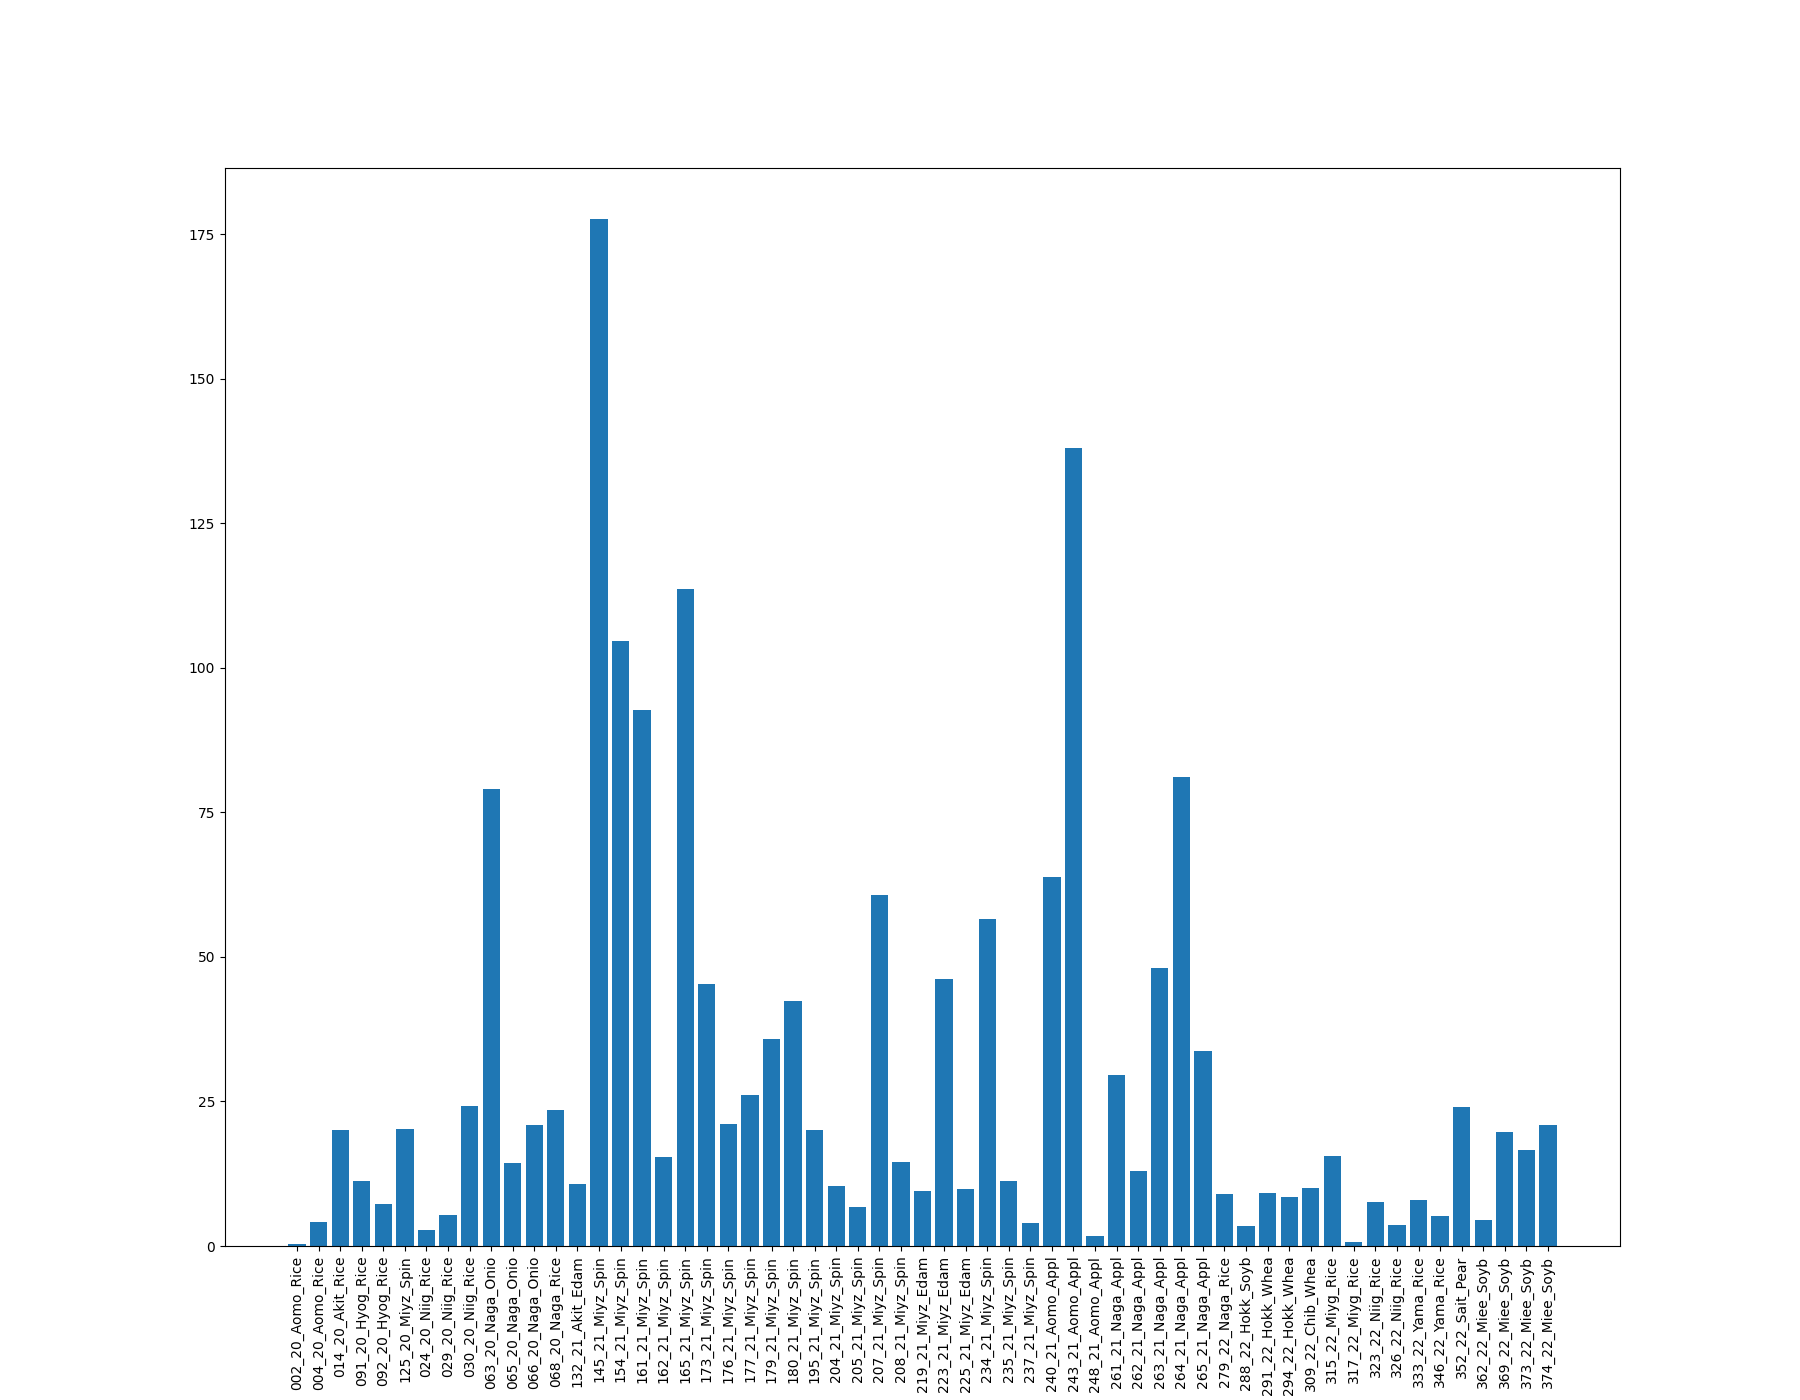 175
150
125
100
75
50
25
0
002_20_Aomo_Rice
004_20_Aomo_Rice
014_20_Akit_Rice
091_20_Hyog_Rice
092_20_Hyog_Rice
125_20_Miyz_Spin
024_20_Niig_Rice
029_20_Niig_Rice
030_20_Niig_Rice
063_20_Naga_Onio
065_20_Naga_Onio
066_20_Naga_Onio
068_20_Naga_Rice
132_21_Akit_Edam
145_21_Miyz_Spin
154_21_Miyz_Spin
161_21_Miyz_Spin
162_21_Miyz_Spin
165_21_Miyz_Spin
173_21_Miyz_Spin
176_21_Miyz_Spin
177_21_Miyz_Spin
179_21_Miyz_Spin
180_21_Miyz_Spin
195_21_Miyz_Spin
204_21_Miyz_Spin
205_21_Miyz_Spin
207_21_Miyz_Spin
208_21_Miyz_Spin
219_21_Miyz_Edam
223_21_Miyz_Edam
225_21_Miyz_Edam
234_21_Miyz_Spin
235_21_Miyz_Spin
237_21_Miyz_Spin
240_21_Aomo_Appl
243_21_Aomo_Appl
248_21_Aomo_Appl
261_21_Naga_Appl
262_21_Naga_Appl
263_21_Naga_Appl
264_21_Naga_Appl
265_21_Naga_Appl
279_22_Naga_Rice
288_22_Hokk_Soyb
291_22_Hokk_Whea
294_22_Hokk_Whea
309_22_Chib_Whea
315_22_Miyg_Rice
317_22_Miyg_Rice
323_22_Niig_Rice
326_22_Niig_Rice
333_22_Yama_Rice
346_22_Yama_Rice
352_22_Sait_Pear
362_22_Miee_Soyb
369_22_Miee_Soyb
373_22_Miee_Soyb
374_22_Miee_Soyb